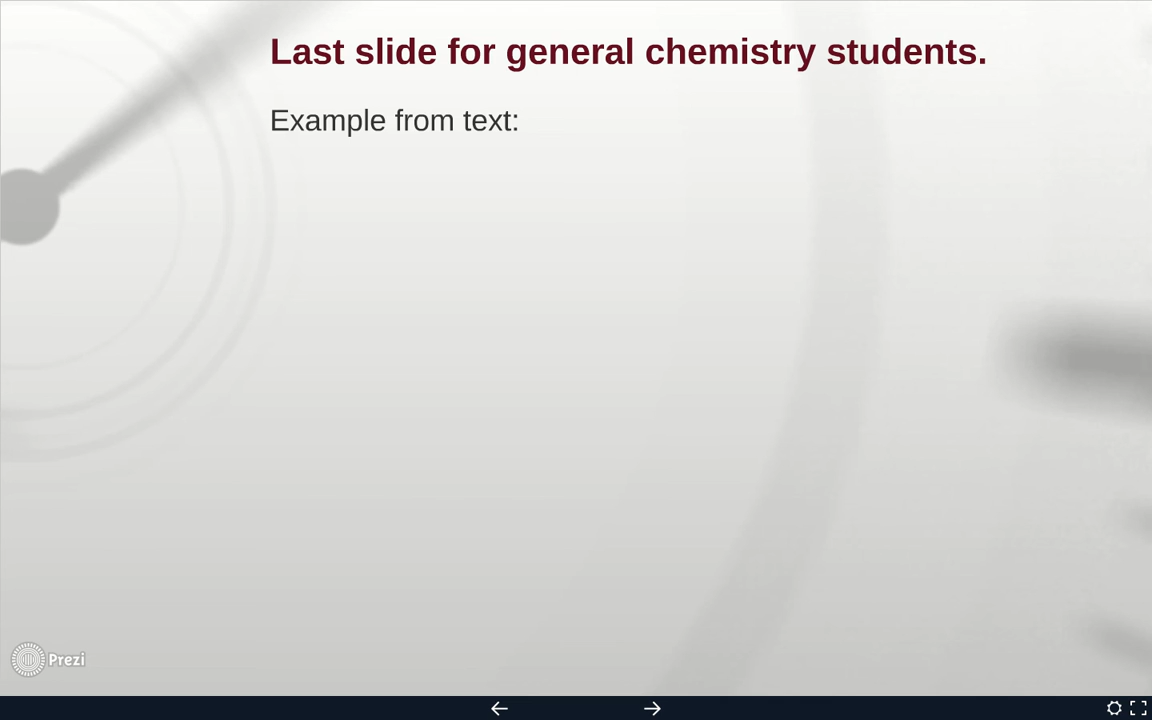 Last slide for general chemistry students.
Example from text:
Prezi